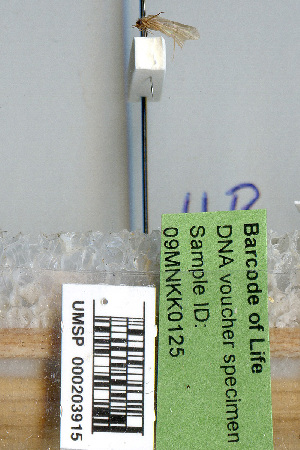 Barcode of Life
DNA voucher specimen
Sample ID:
09MNKK0125
UMSP 000203915